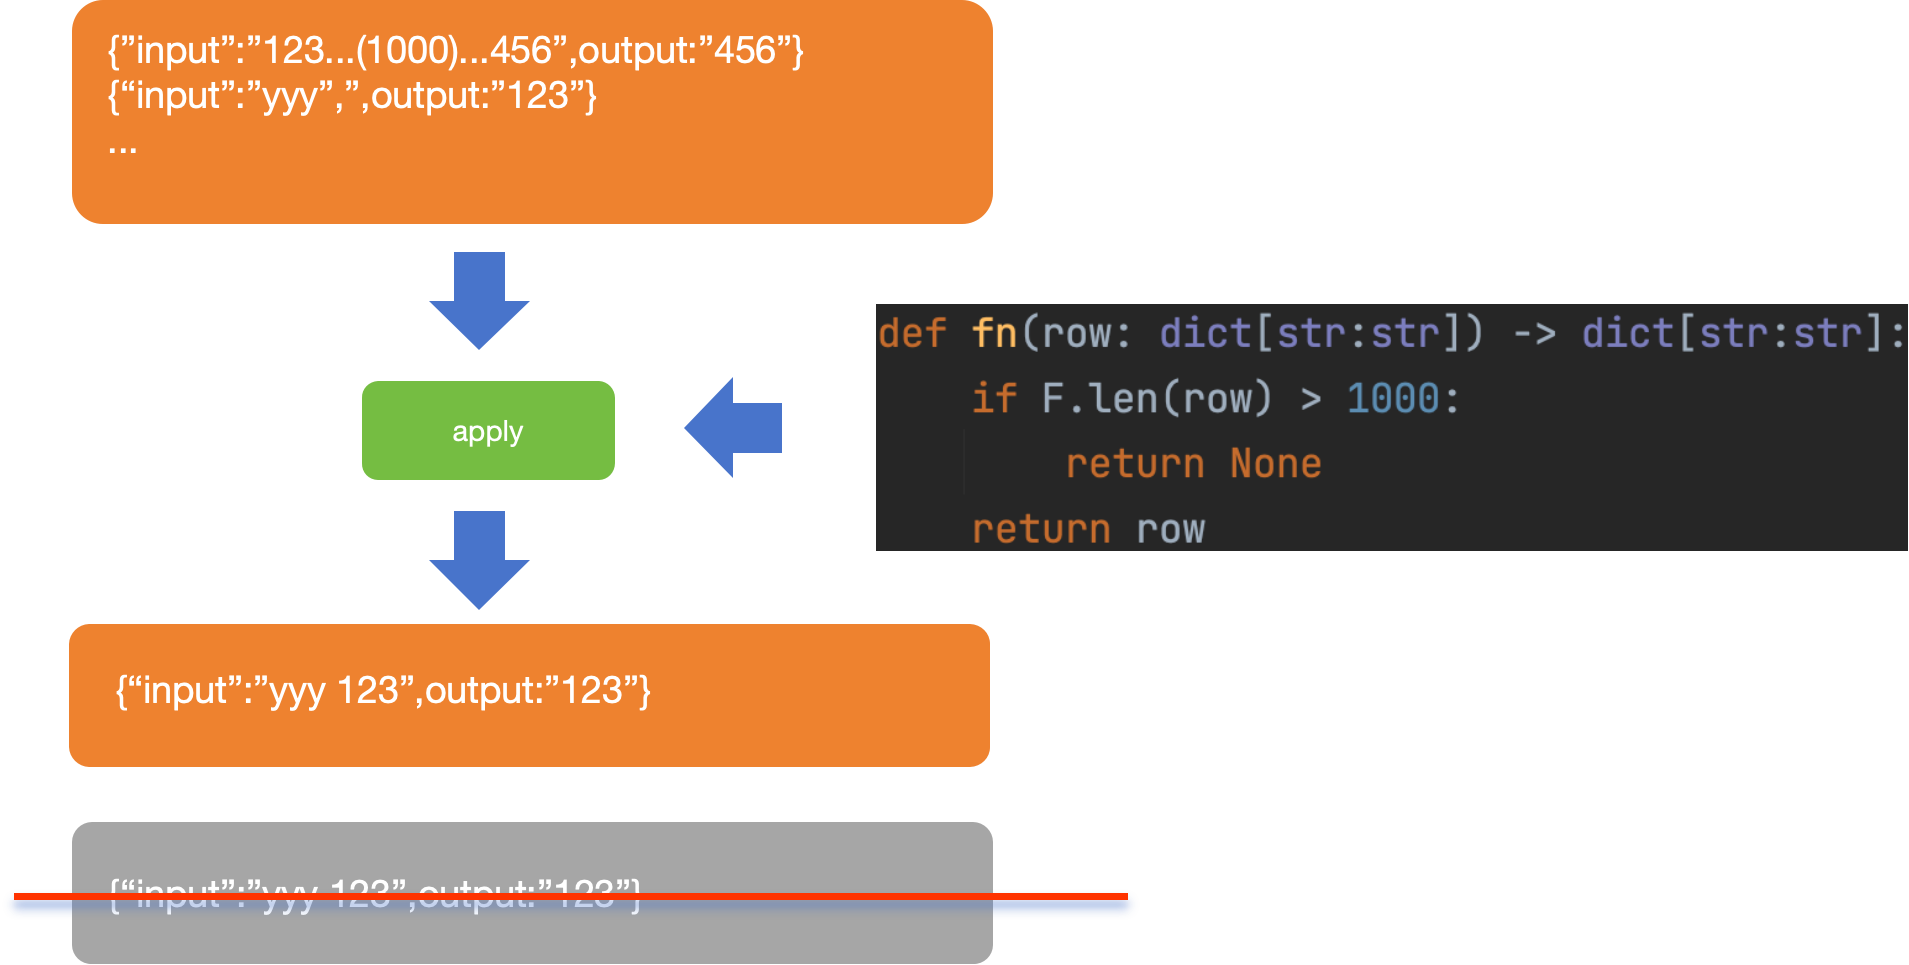 {”input”:”123...(1000)...456”,output:”456”}
{“input”:”yyy”,”,output:”123”}
...
apply
def fn(row: dict[str:str]) -> dict[str:str]:
    if F.len(row) > 1000:
        return None
    return row
{“input”:”yyy 123”,output:”123”}
{“input”:”yyy 123”,output:”123”}